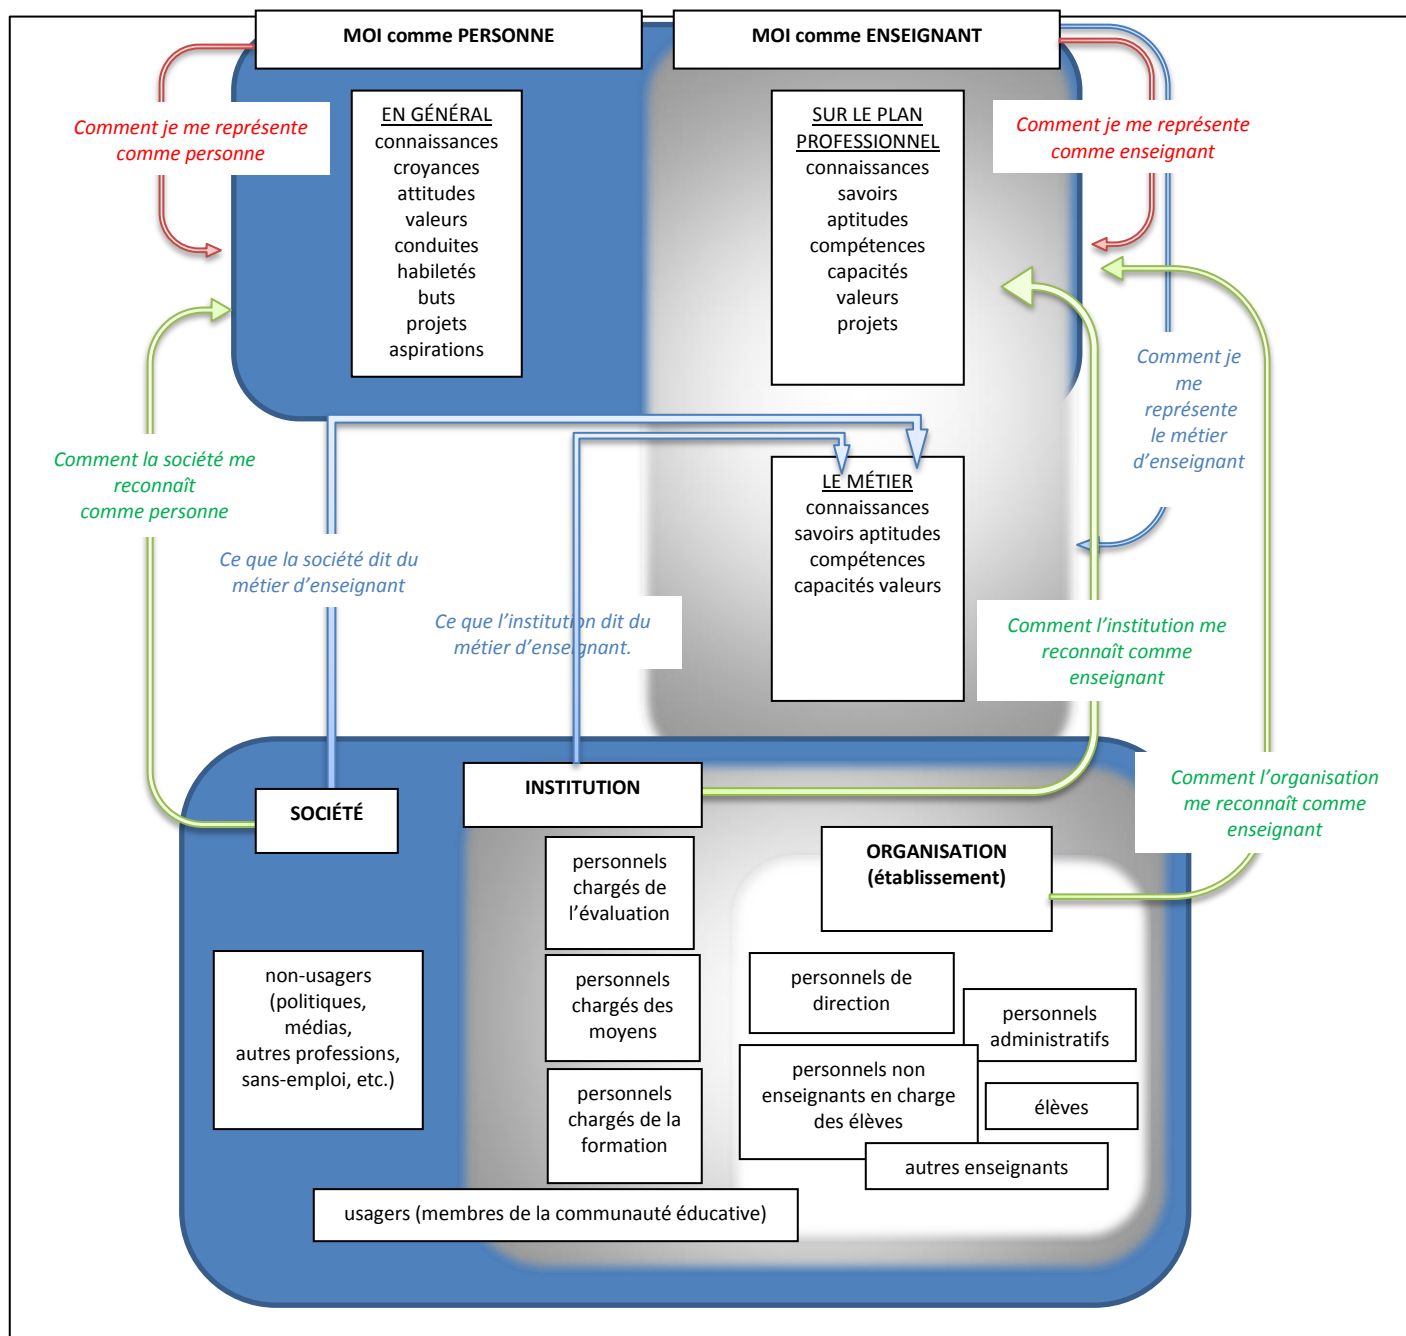 MOI comme PERSONNE
MOI comme ENSEIGNANT
Comment je me représente
comme personne
EN GÉNÉRAL
connaissances
croyances
attitudes
valeurs
conduites
habiletés
buts
projets
aspirations
SUR LE PLAN
PROFESSIONNEL
connaissances
savoirs
aptitudes
compétences
capacités
valeurs
projets
Comment je me représente
comme enseignant
Comment je
me
représente
le métier
d’enseignant
Comment la société me
reconnaît
comme personne
Ce que la société dit du
métier d’enseignant
Ce que l’institution dit du
métier d’enseignant.
LE MÉTIER
connaissances
savoirs aptitudes
compétences
capacités valeurs
Comment l’institution me
reconnaît comme
enseignant
Comment l’organisation
me reconnaît comme
enseignant
SOCIÉTÉ
INSTITUTION
ORGANISATION
(établissement)
non-usagers
(politiques,
médias,
autres professions,
sans-emploi, etc.)
personnels
chargés de
l’évaluation
personnels
chargés des
moyens
personnels
chargés de la
formation
personnels de
direction
personnels
administratifs
personnels non
enseignants en charge
des élèves
élèves
autres enseignants
usagers (membres de la communauté éducative)